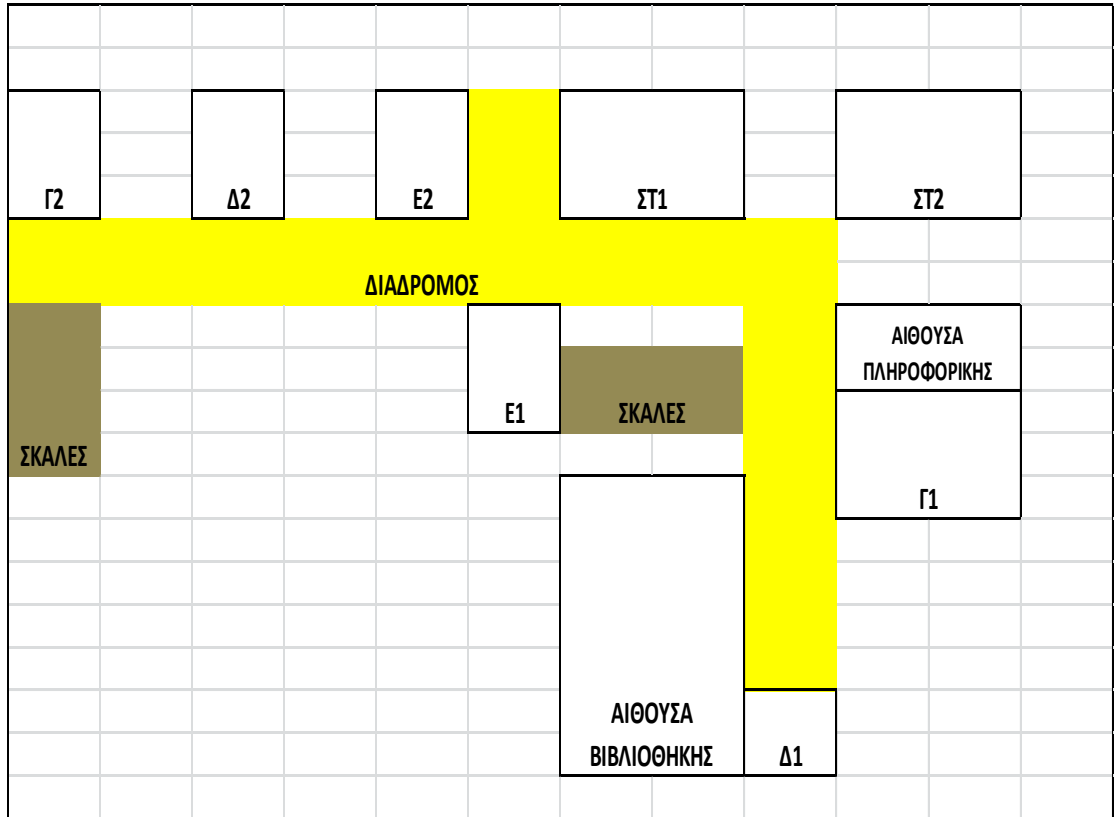 Γ2
Δ2
Ε2
ΣΤ1
ΣΤ2
ΔΙΑΔΡΟΜΟΣ
ΑΙΘΟΥΣΑ
ΠΛΗΡΟΦΟΡΙΚΗΣ
Ε1
ΣΚΑΛΕΣ
ΣΚΑΛΕΣ
Γ1
ΑΙΘΟΥΣΑ
ΒΙΒΛΙΟΘΗΚΗΣ
Δ1